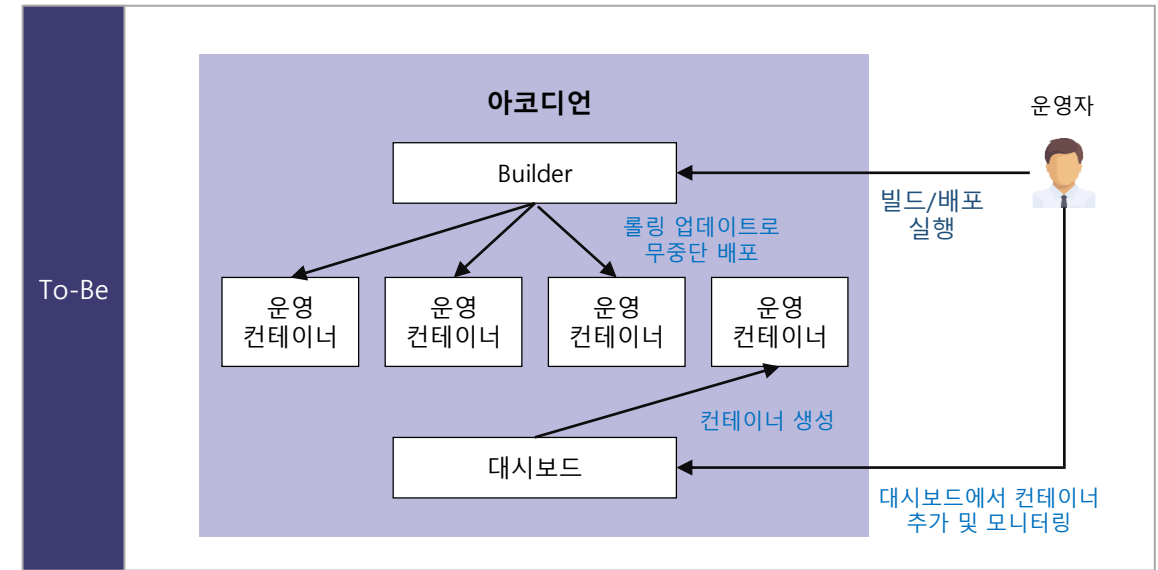 To-Be
아코디언
운영자
Builder
빌드/배포
실행
롤링 업데이트로
무중단 배포
운영
컨테이너
운영
컨테이너
운영
컨테이너
운영
컨테이너
컨테이너 생성
대시보드
대시보드에서 컨테이너
추가 및 모니터링